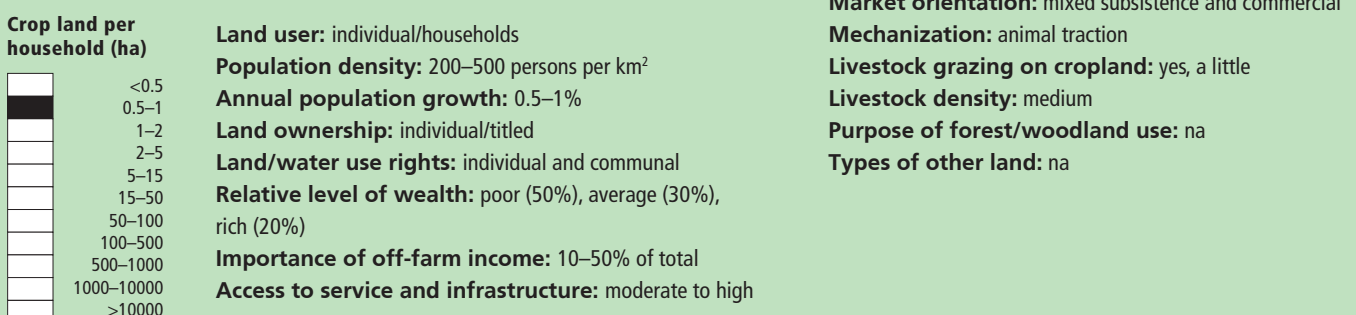 Crop land per
household (ha)
<0.5
0.5–1
1–2
2–5
5–15
15–50
50–100
100–500
500–1000
1000–10000
>10000
Land user: individual/households
Population density: 200–500 persons per km²
Annual population growth: 0.5–1%
Land ownership: individual/titled
Land/water use rights: individual and communal
Relative level of wealth: poor (50%), average (30%),
rich (20%)
Importance of off-farm income: 10–50% of total
Access to service and infrastructure: moderate to high
Market orientation: mixed subsistence and commercial
Mechanization: animal traction
Livestock grazing on cropland: yes, a little
Livestock density: medium
Purpose of forest/woodland use: na
Types of other land: na